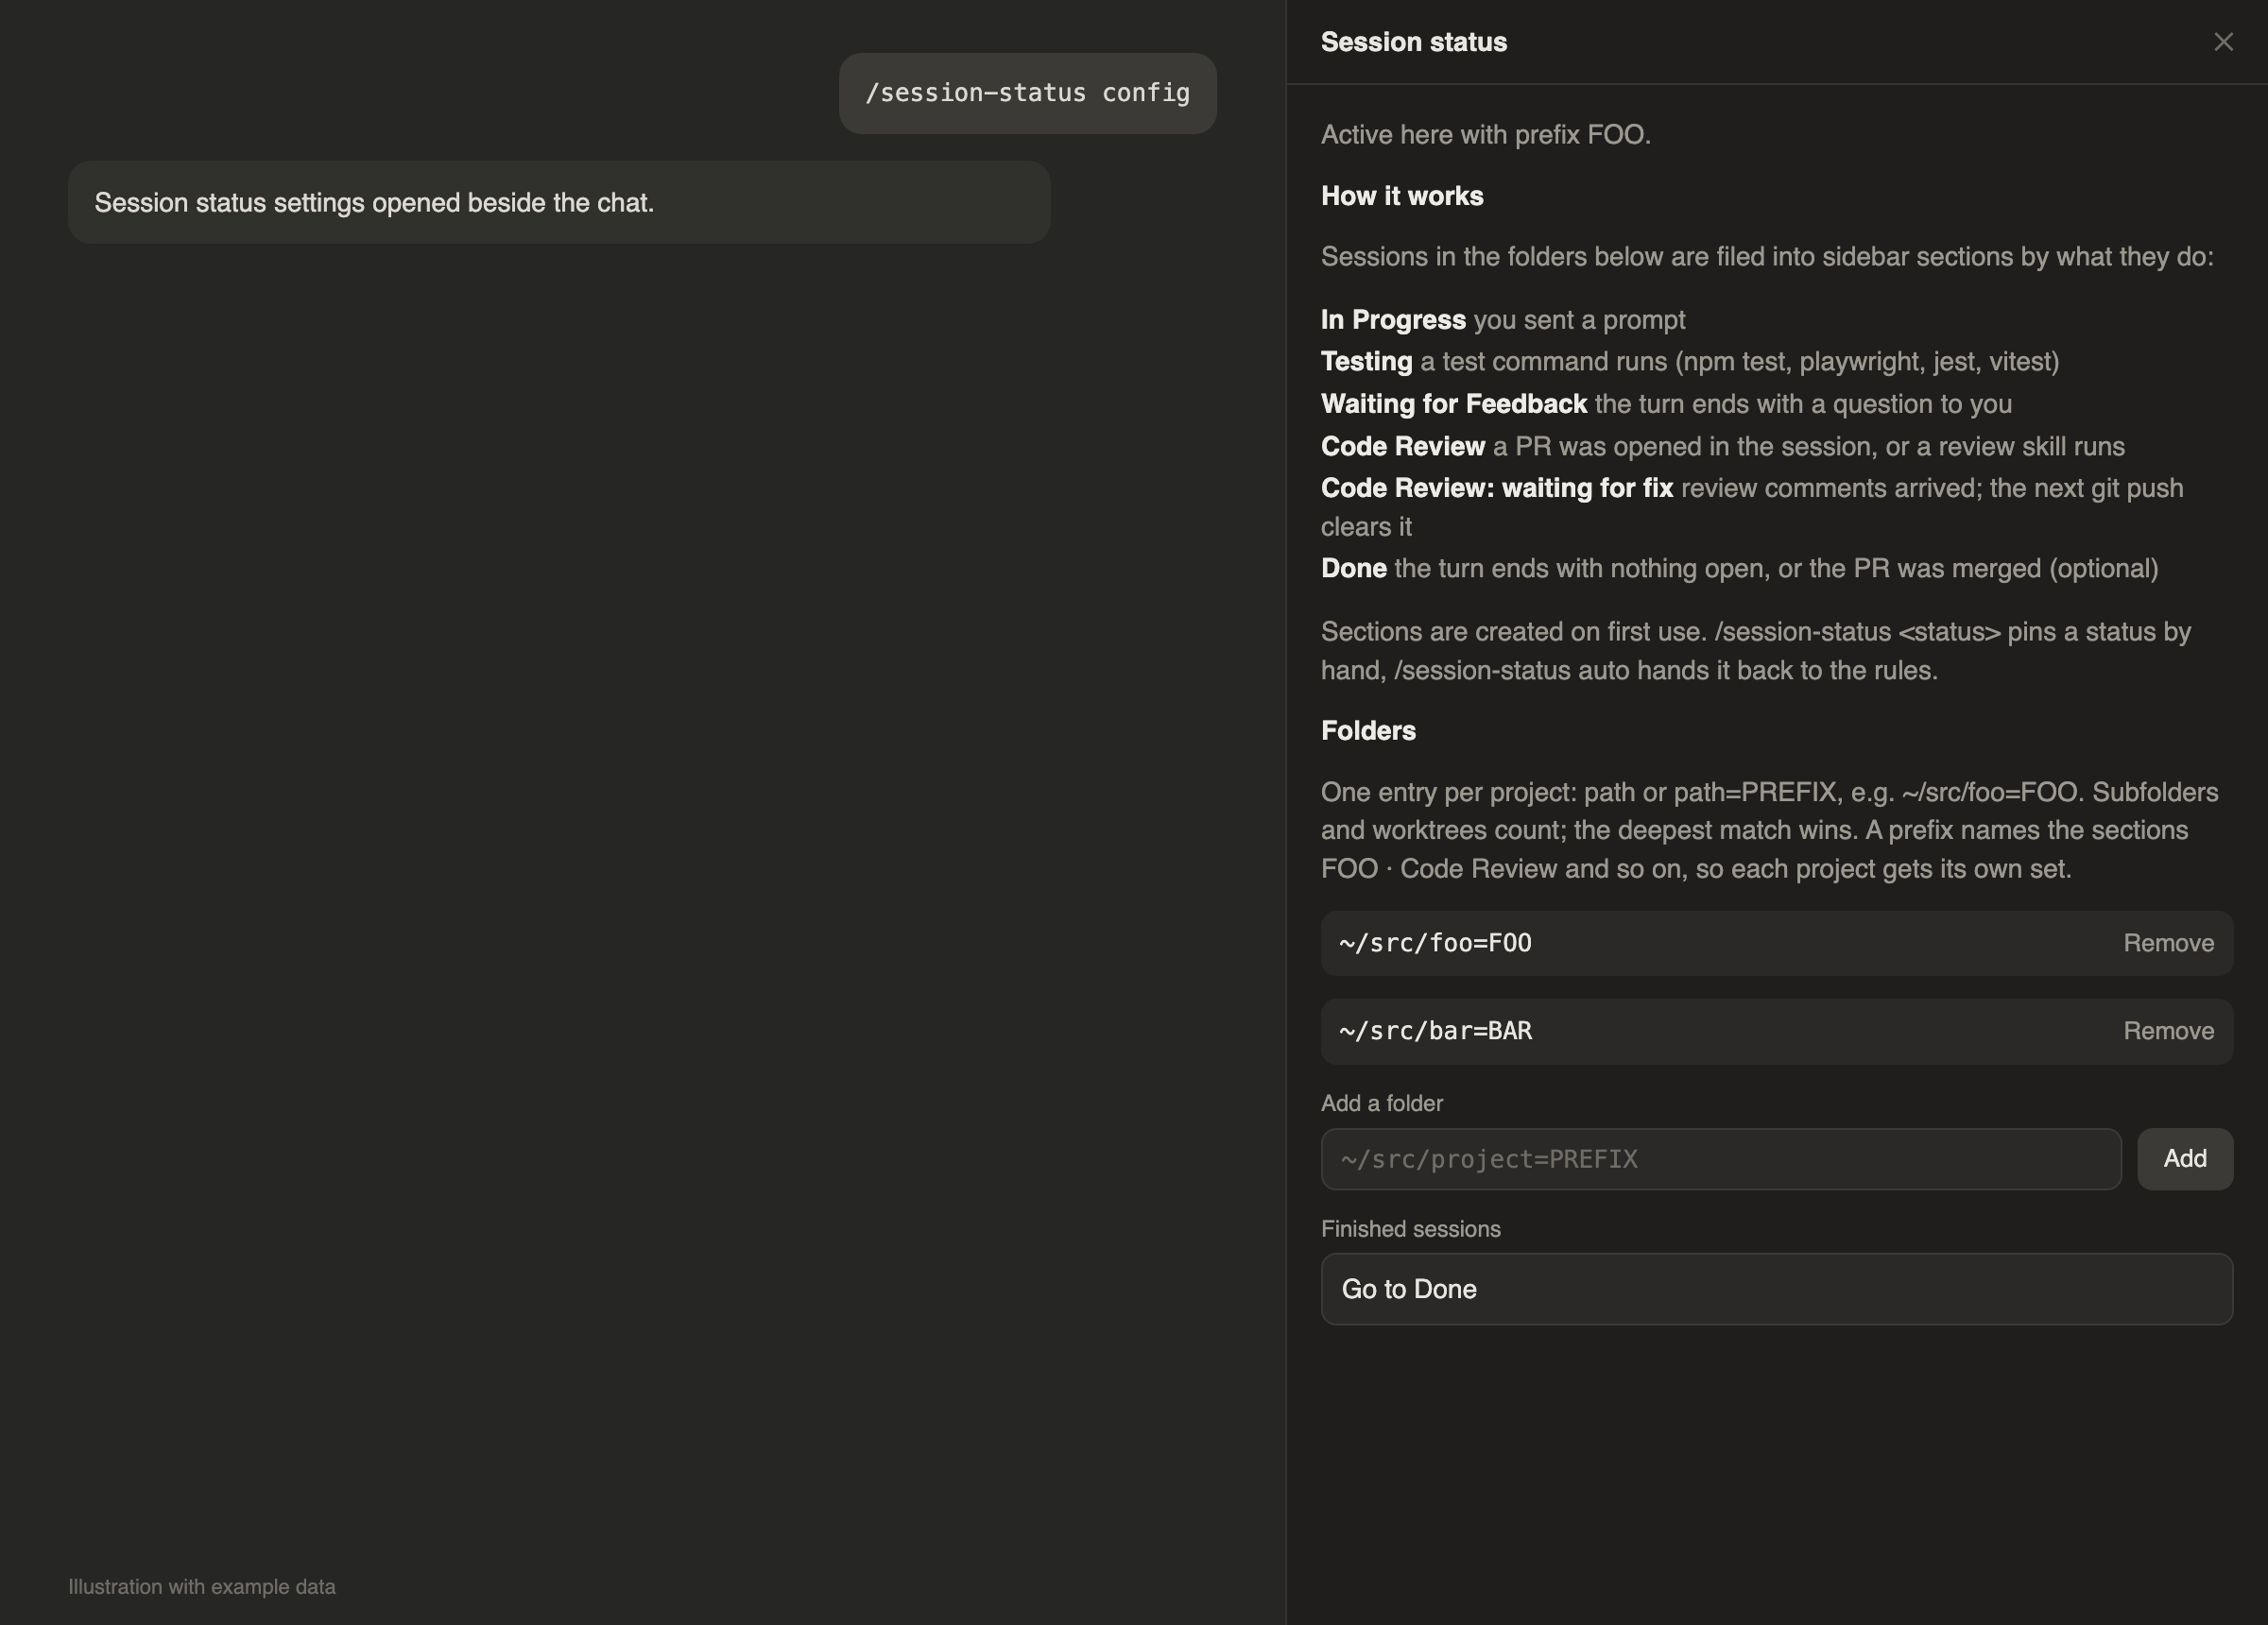 /session-status config
Session status settings opened beside the chat.
Illustration with example data
Session status
Active here with prefix FOO.
How it works
Sessions in the folders below are filed into sidebar sections by what they do:
In Progress you sent a prompt
Testing a test command runs (npm test, playwright, jest, vitest)
Waiting for Feedback the turn ends with a question to you
Code Review a PR was opened in the session, or a review skill runs
Code Review: waiting for fix review comments arrived; the next git push
clears it
Done the turn ends with nothing open, or the PR was merged (optional)
Sections are created on first use. /session-status <status> pins a status by
hand, /session-status auto hands it back to the rules.
Folders
One entry per project: path or path=PREFIX, e.g. ~/src/foo=FOO. Subfolders
and worktrees count; the deepest match wins. A prefix names the sections
FOO · Code Review and so on, so each project gets its own set.
~/src/foo=FOO Remove
~/src/bar=BAR Remove
Add a folder
~/src/project=PREFIX Add
Finished sessions
Go to Done